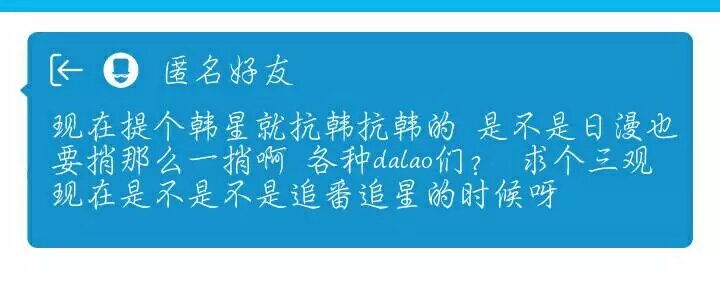 匿名好友
现在提个韩星就抗韩抗韩的 是不是日漫也
要捎那么一捎啊 各种dalao们？ 求个三观
现在是不是不是追番追星的时候呀